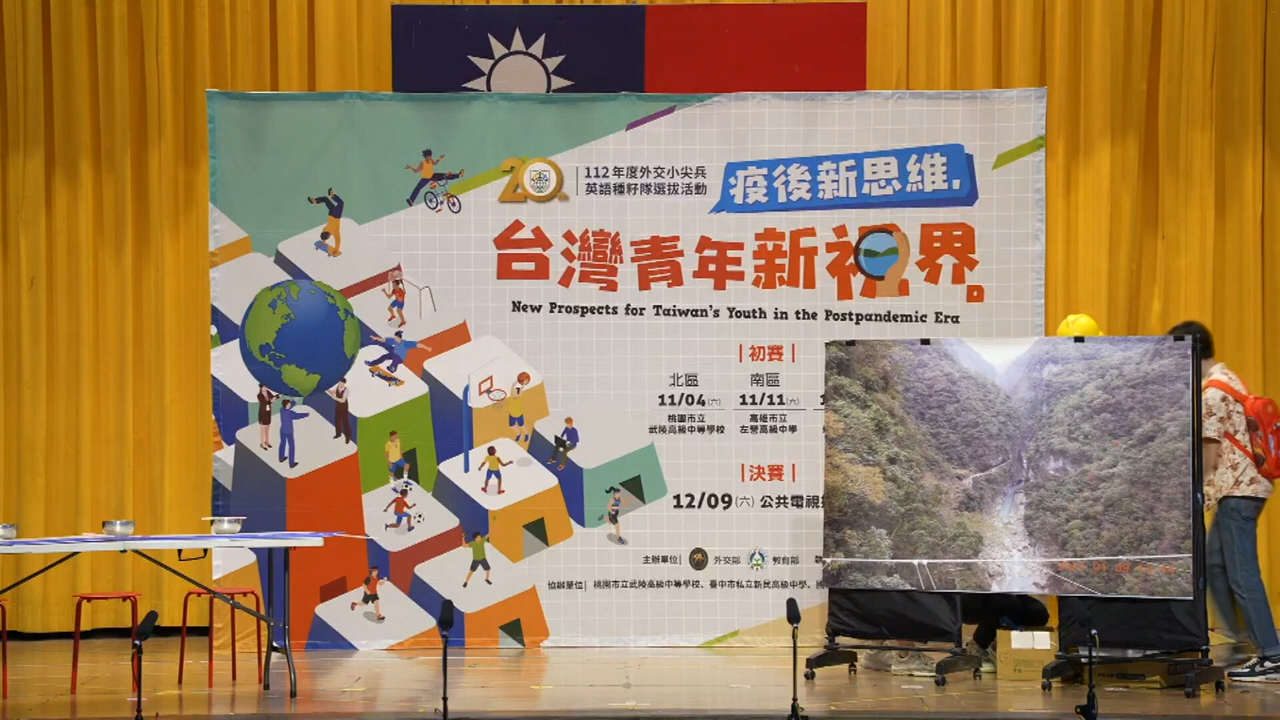 20
112年度外交小尖兵
英語種籽隊選拔活動
疫後新思維,
台灣青年新視界。
New Prospects for Taiwan's Youth in the Postpandemic Era
|初賽|
北區 南區
11/04(六) 11/11(六) 1
桃園市立 高雄市立
武陵高級中等學校 左營高級中學
|決賽|
12/09(六)公共電視
主辦單位| 外交部 教育部
協辦單位| 桃園市立武陵高級中等學校、臺中市私立新民高級中學、國